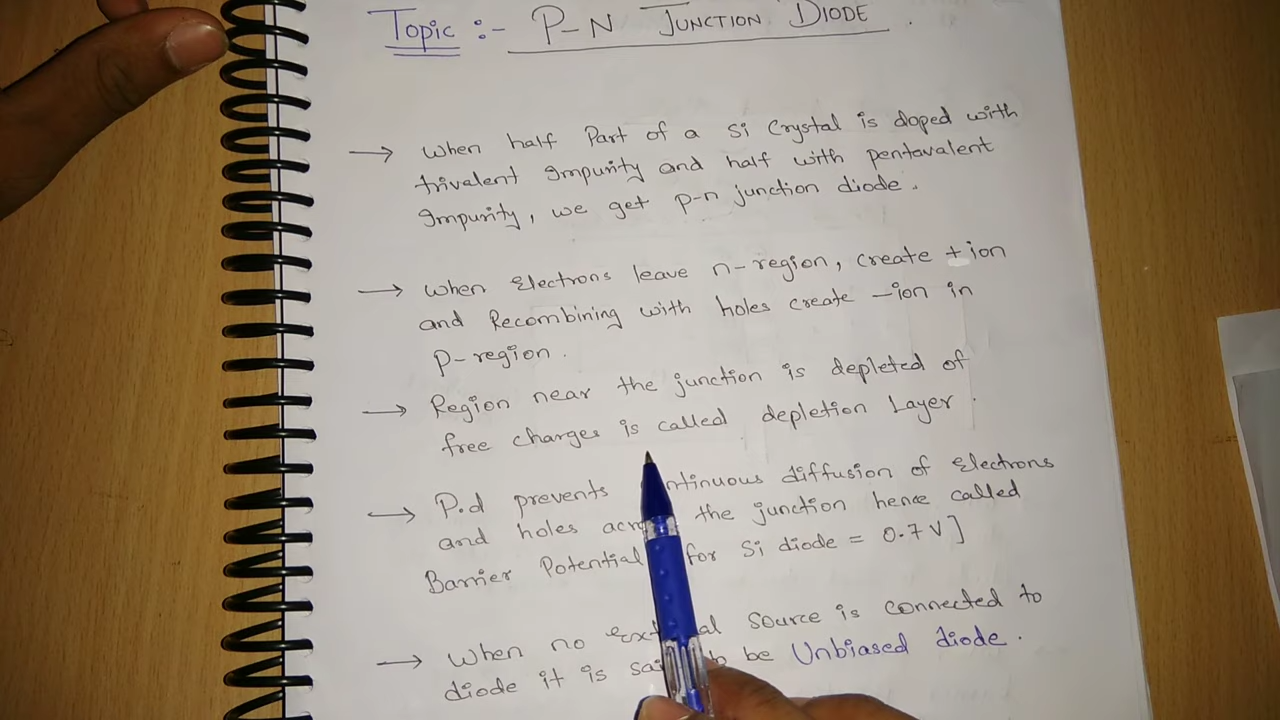 Topic :- P-N JUNCTION DIODE.
→ When half Part of a Si Crystal is doped with
trivalent Impurity and half with pentavalent
Impurity, we get p-n junction diode.
→ When Electrons leave n-region, create +ion
and Recombining with holes create -ion in
p-region.
→ Region near the junction is depleted of
free charges is called depletion Layer.
→ P.d prevents diffusion of Electrons
and holes the junction hence called
Barrier Potential for Si diode = 0.7 V]
→ When no source is connected to
diode it is be Unbiased diode.